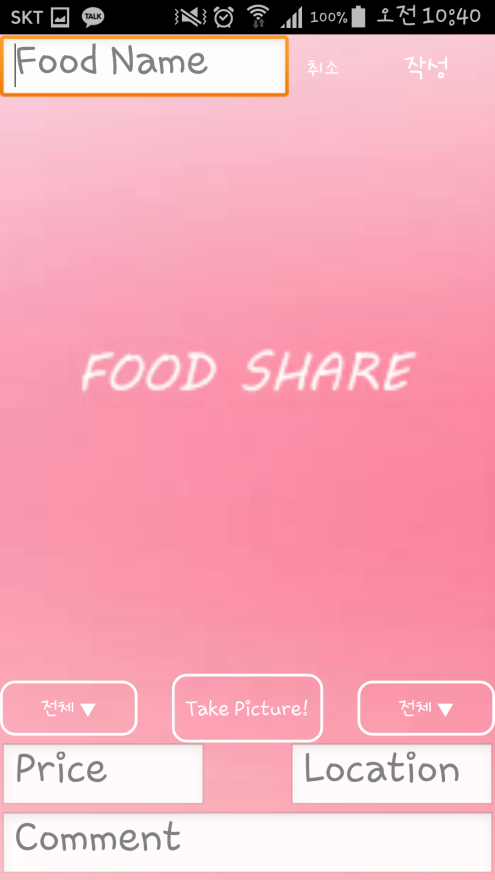 SKT TALK 100% 오전 10:40
Food Name 취소 작성
FOOD SHARE
전체 ▼ Take Picture! 전체 ▼
Price Location
Comment